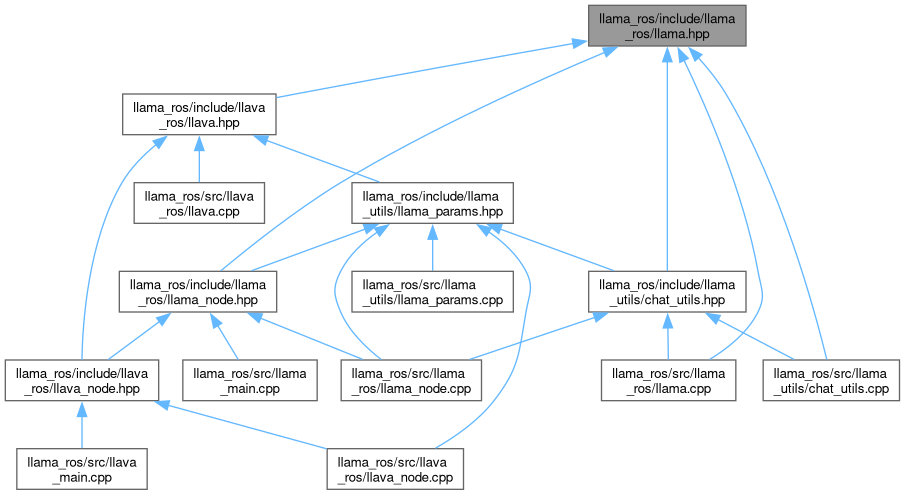 llama_ros/include/llama
_ros/llama.hpp
llama_ros/include/llava
_ros/llava.hpp
llama_ros/src/llava
_ros/llava.cpp
llama_ros/include/llama
_utils/llama_params.hpp
llama_ros/include/llama
_ros/llama_node.hpp
llama_ros/src/llama
_utils/llama_params.cpp
llama_ros/include/llama
_utils/chat_utils.hpp
llama_ros/include/llava
_ros/llava_node.hpp
llama_ros/src/llama
_main.cpp
llama_ros/src/llama
_ros/llama_node.cpp
llama_ros/src/llama
_ros/llama.cpp
llama_ros/src/llama
_utils/chat_utils.cpp
llama_ros/src/llava
_main.cpp
llama_ros/src/llava
_ros/llava_node.cpp